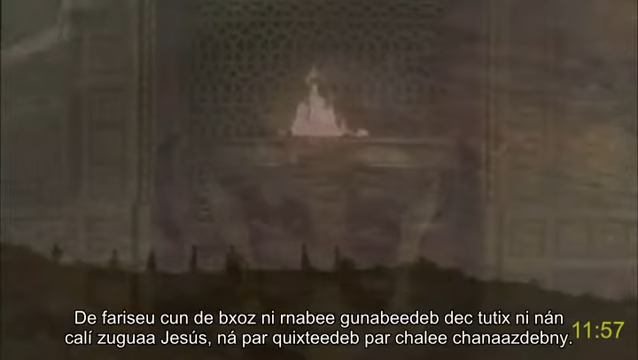 De fariseu cun de bxoz ni rnabee gunabeedeb dec tutix ni nán
calí zuguaa Jesús, ná par quixteedeb par chalee chanaazdebny.
11:57